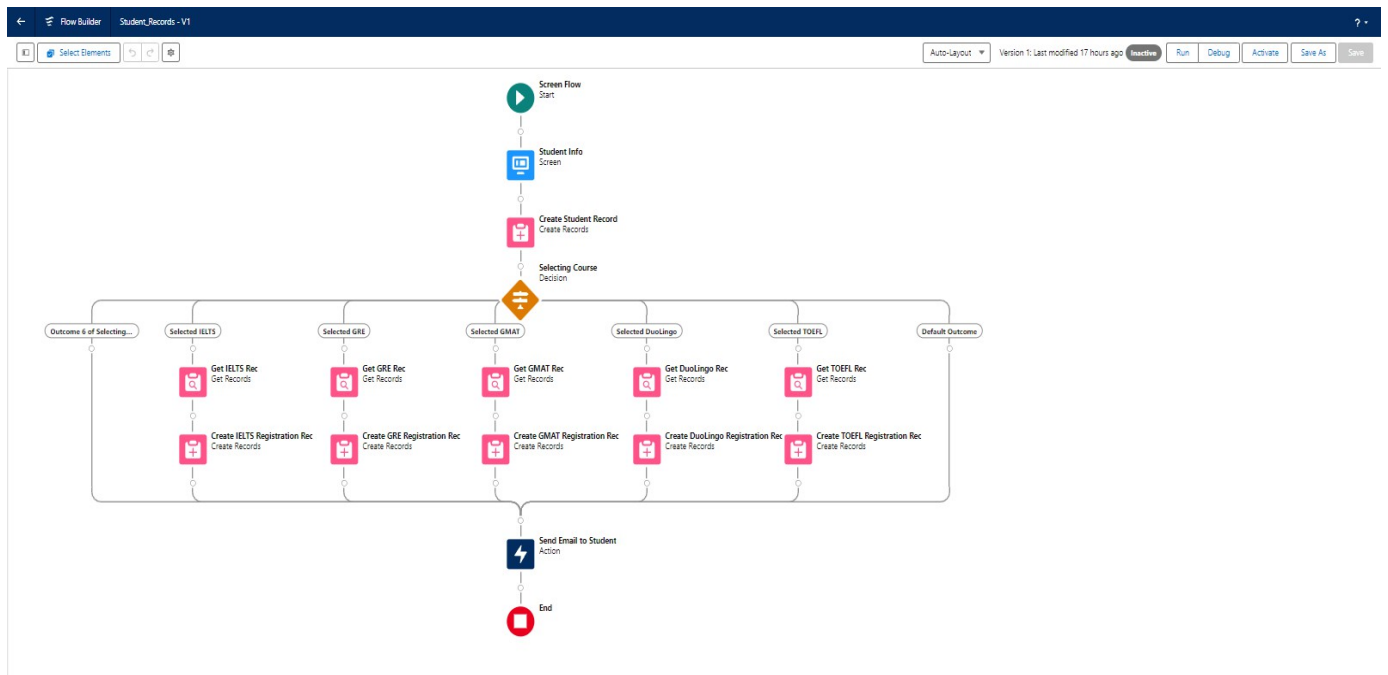 Flow Builder
Student_Records - V1
?
Select Elements
Auto-Layout
Version 1: Last modified 17 hours ago
Inactive
Run
Debug
Activate
Save As
Save
Screen Flow
Start
Student Info
Screen
Create Student Record
Create Records
Selecting Course
Decision
Outcome 6 of Selecting...
Selected IELTS
Selected GRE
Selected GMAT
Selected DuoLingo
Selected TOEFL
Default Outcome
Get IELTS Rec
Get Records
Get GRE Rec
Get Records
Get GMAT Rec
Get Records
Get DuoLingo Rec
Get Records
Get TOEFL Rec
Get Records
Create IELTS Registration Rec
Create Records
Create GRE Registration Rec
Create Records
Create GMAT Registration Rec
Create Records
Create DuoLingo Registration Rec
Create Records
Create TOEFL Registration Rec
Create Records
Send Email to Student
Action
End